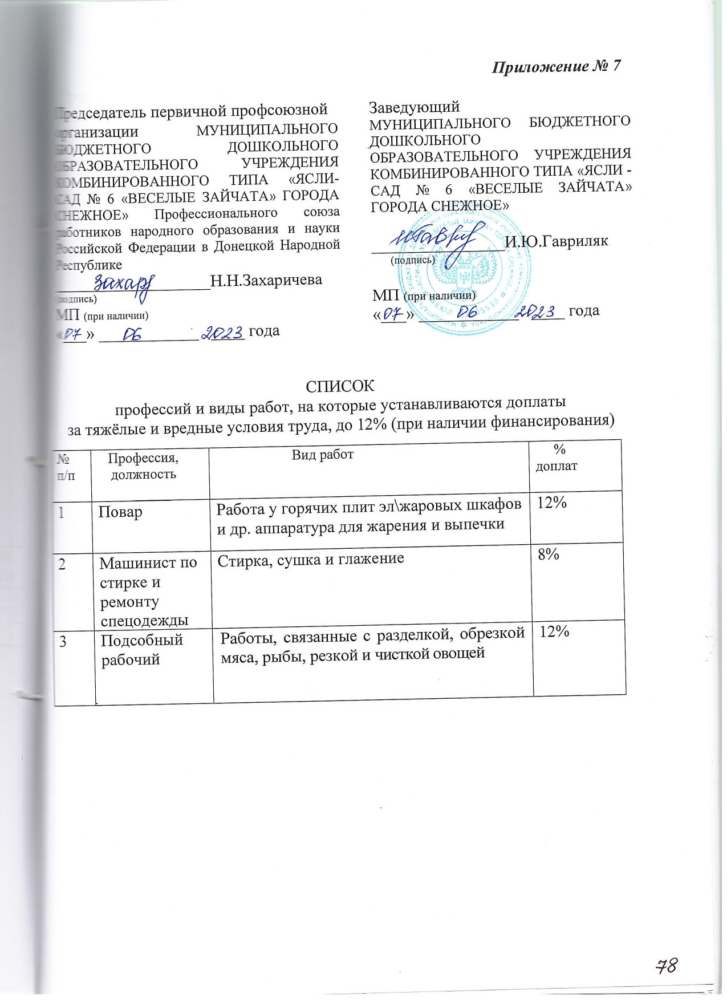 Приложение № 7
Председатель первичной профсоюзной
организации МУНИЦИПАЛЬНОГО
БЮДЖЕТНОГО ДОШКОЛЬНОГО
ОБРАЗОВАТЕЛЬНОГО УЧРЕЖДЕНИЯ
КОМБИНИРОВАННОГО ТИПА «ЯСЛИ-
САД № 6 «ВЕСЕЛЫЕ ЗАЙЧАТА» ГОРОДА
СНЕЖНОЕ» Профессионального союза
работников народного образования и науки
Российской Федерации в Донецкой Народной
Республике
Захар Н.Н.Захаричева
(подпись)
МП (при наличии)
«07» 06 2023 года
Заведующий
МУНИЦИПАЛЬНОГО БЮДЖЕТНОГО
ДОШКОЛЬНОГО
ОБРАЗОВАТЕЛЬНОГО УЧРЕЖДЕНИЯ
КОМБИНИРОВАННОГО ТИПА «ЯСЛИ -
САД № 6 «ВЕСЕЛЫЕ ЗАЙЧАТА»
ГОРОДА СНЕЖНОЕ»
И.Ю.Гавриляк
(подпись)
МП (при наличии)
«07» 06 2023 года
СПИСОК
профессий и виды работ, на которые устанавливаются доплаты
за тяжёлые и вредные условия труда, до 12% (при наличии финансирования)
№
п/п
Профессия,
должность
Вид работ
%
доплат
1
Повар
Работа у горячих плит эл\жаровых шкафов
и др. аппаратура для жарения и выпечки
12%
2
Машинист по
стирке и
ремонту
спецодежды
Стирка, сушка и глажение
8%
3
Подсобный
рабочий
Работы, связанные с разделкой, обрезкой
мяса, рыбы, резкой и чисткой овощей
12%
78